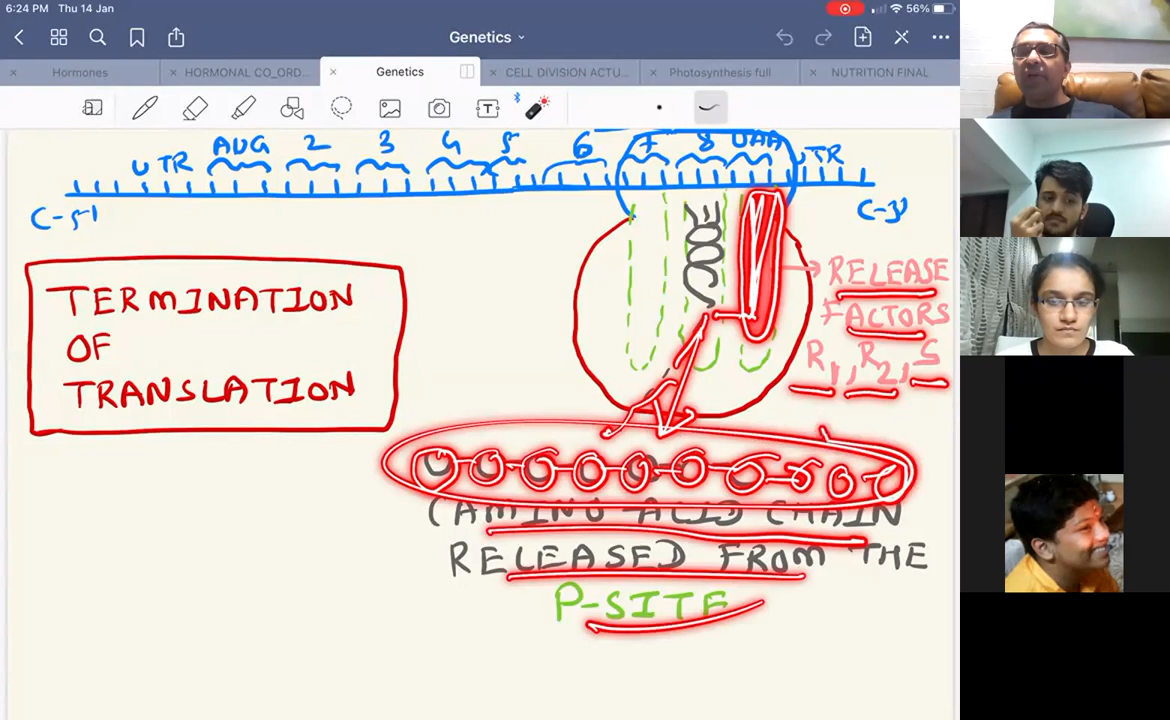 6:24 PM Thu 14 Jan
56%
Genetics
Hormones
HORMONAL CO_ORD...
Genetics
CELL DIVISION ACTU...
Photosynthesis full
NUTRITION FINAL
UTR AUG 2 3 4 5 6 7 8 UAA UTR
C-5'
C-3'
TERMINATION
OF
TRANSLATION
RELEASE
FACTORS
R1, R2, S
(AMINO ACID CHAIN
RELEASED FROM THE
P-SITE